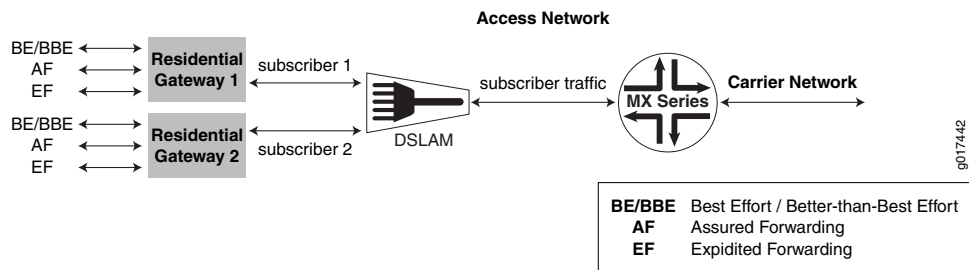 Access Network
BE/BBE
AF
EF
Residential
Gateway 1
subscriber 1
BE/BBE
AF
EF
Residential
Gateway 2
subscriber 2
DSLAM
subscriber traffic
MX Series
Carrier Network
g017442
BE/BBE Best Effort / Better-than-Best Effort
AF Assured Forwarding
EF Expidited Forwarding